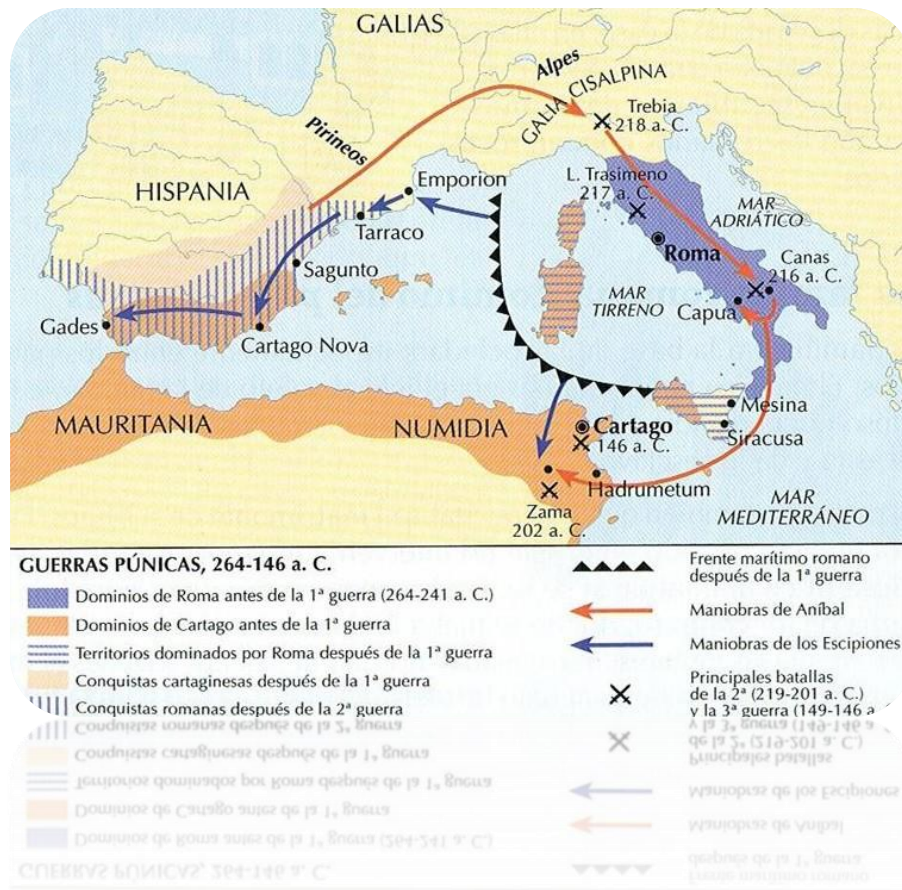 GALIAS
Alpes
GALIA CISALPINA
Trebia
218 a. C.
Pirineos
Emporion
L. Trasimeno
217 a. C.
HISPANIA
MAR
ADRIÁTICO
Tarraco
Roma
Canas
216 a. C.
Sagunto
MAR
TIRRENO
Capua
Gades
Cartago Nova
Mesina
MAURITANIA
NUMIDIA
Cartago
146 a. C.
Siracusa
Hadrumetum
Zama
202 a. C.
MAR
MEDITERRÁNEO
GUERRAS PÚNICAS, 264-146 a. C.
Dominios de Roma antes de la 1ª guerra (264-241 a. C.)
Dominios de Cartago antes de la 1ª guerra
Territorios dominados por Roma después de la 1ª guerra
Conquistas cartaginesas después de la 1ª guerra
Conquistas romanas después de la 2ª guerra
Frente marítimo romano
después de la 1ª guerra
Maniobras de Aníbal
Maniobras de los Escipiones
Principales batallas
de la 2ª (219-201 a. C.)
y la 3ª guerra (149-146 a